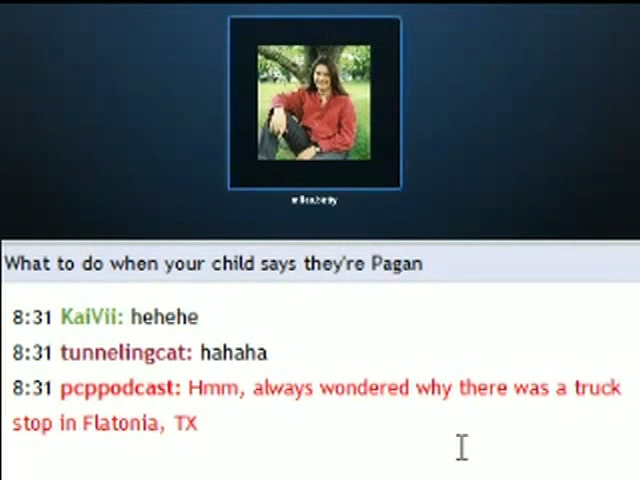 What to do when your child says they're Pagan
8:31 KaiVii: hehehe
8:31 tunnelingcat: hahaha
8:31 pcppodcast: Hmm, always wondered why there was a truck
stop in Flatonia, TX